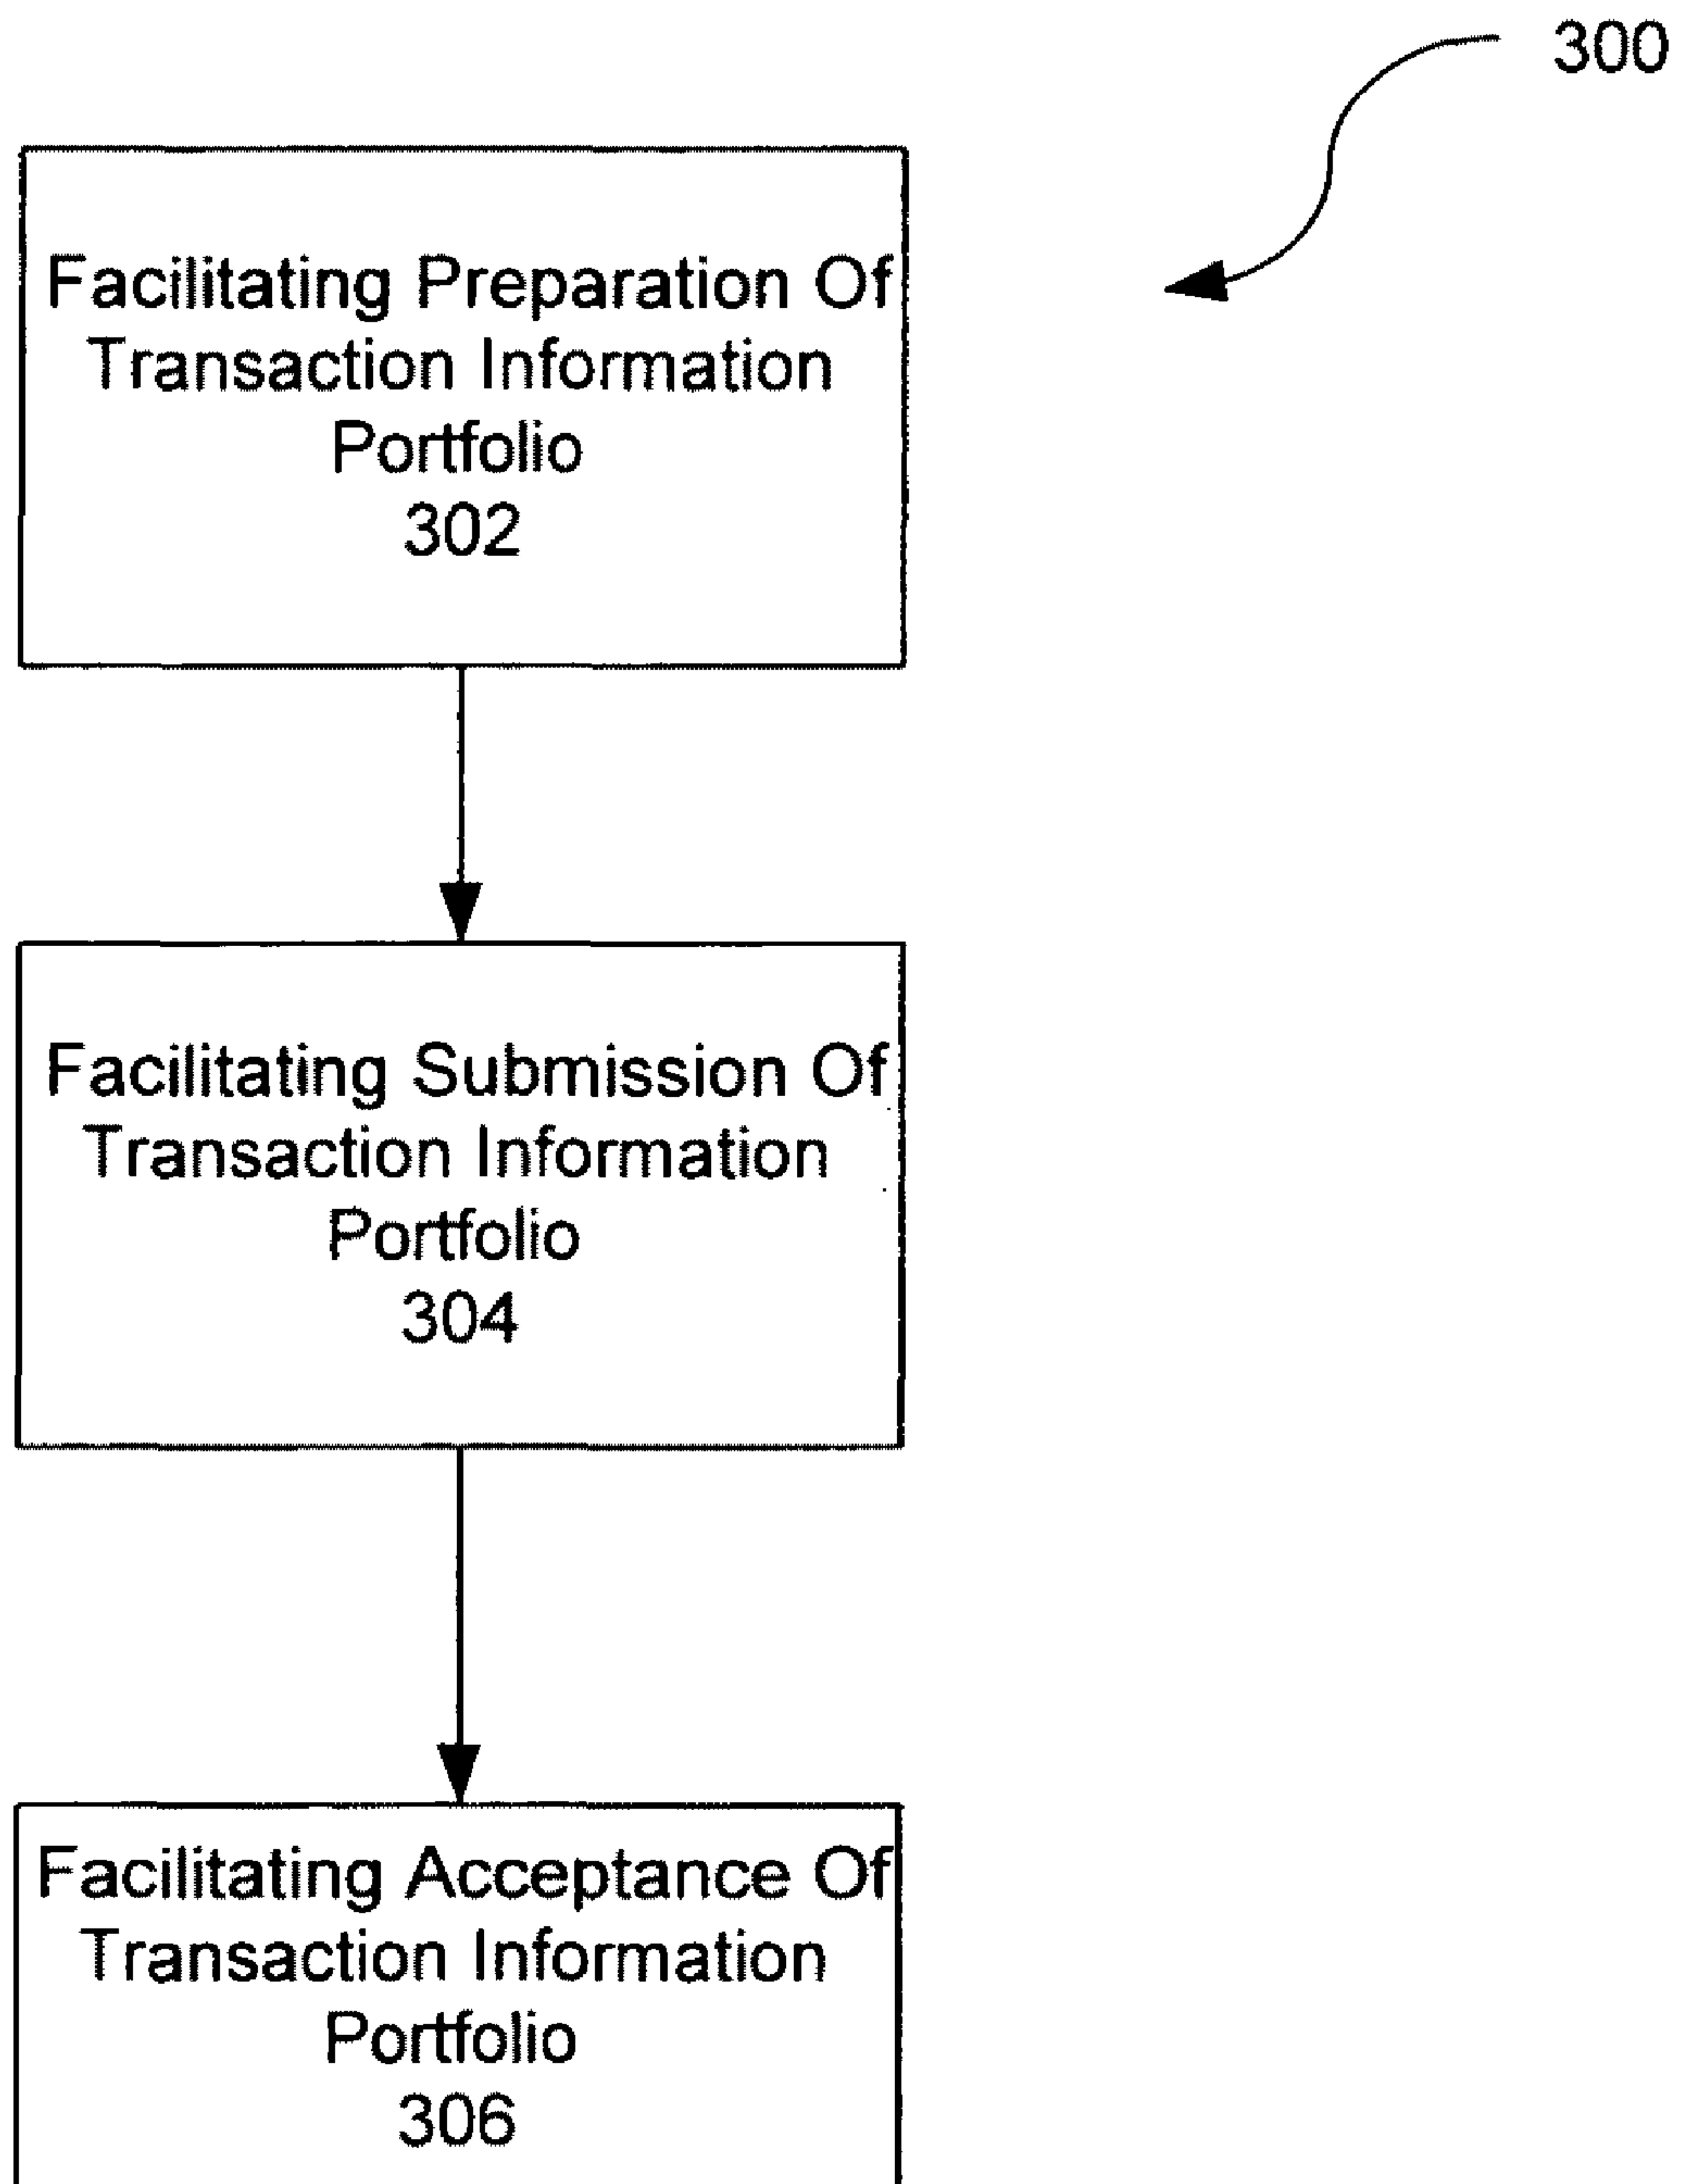 300
Facilitating Preparation Of
Transaction Information
Portfolio
302
Facilitating Submission Of
Transaction Information
Portfolio
304
Facilitating Acceptance Of
Transaction Information
Portfolio
306